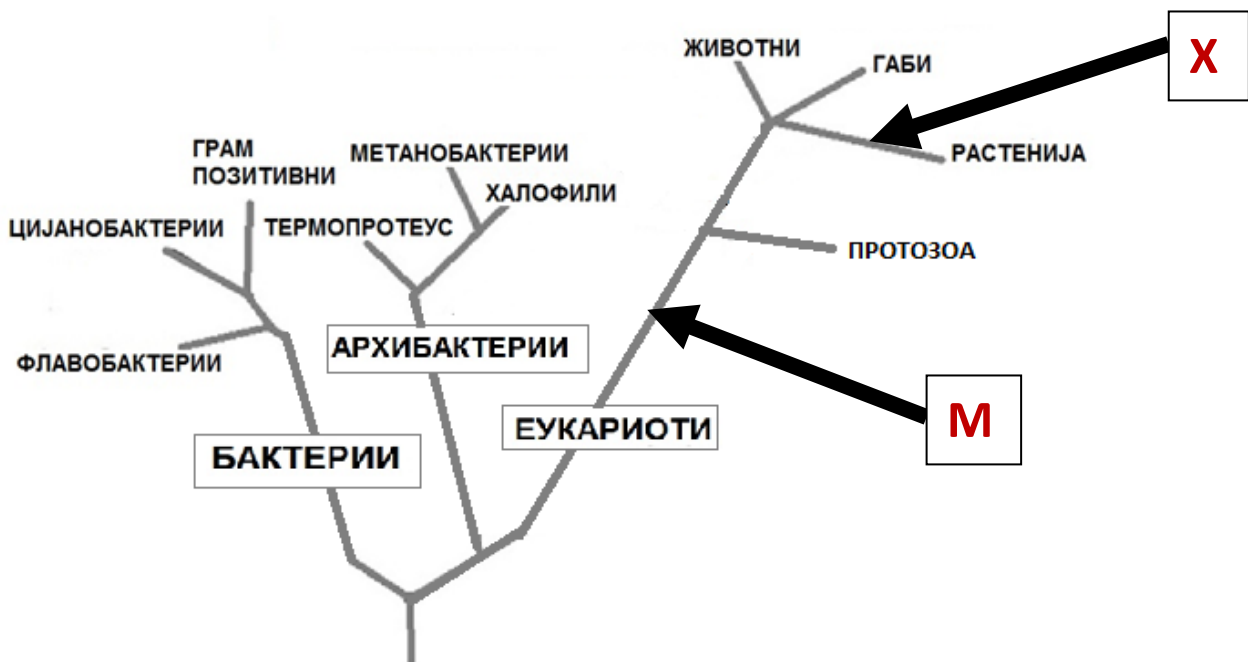 ЖИВОТНИ
ГАБИ
X
РАСТЕНИЈА
ГРАМ
ПОЗИТИВНИ
МЕТАНОБАКТЕРИИ
ХАЛОФИЛИ
ЦИЈАНОБАКТЕРИИ
ТЕРМОПРОТЕУС
ПРОТОЗОА
ФЛАВОБАКТЕРИИ
АРХИБАКТЕРИИ
М
ЕУКАРИОТИ
БАКТЕРИИ